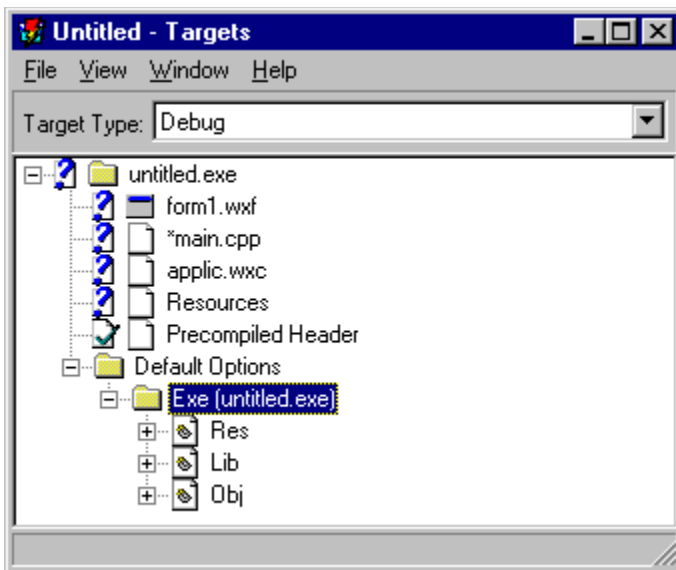 Untitled - Targets
File View Window Help
Target Type: Debug
untitled.exe
form1.wxf
*main.cpp
applic.wxc
Resources
Precompiled Header
Default Options
Exe (untitled.exe)
Res
Lib
Obj